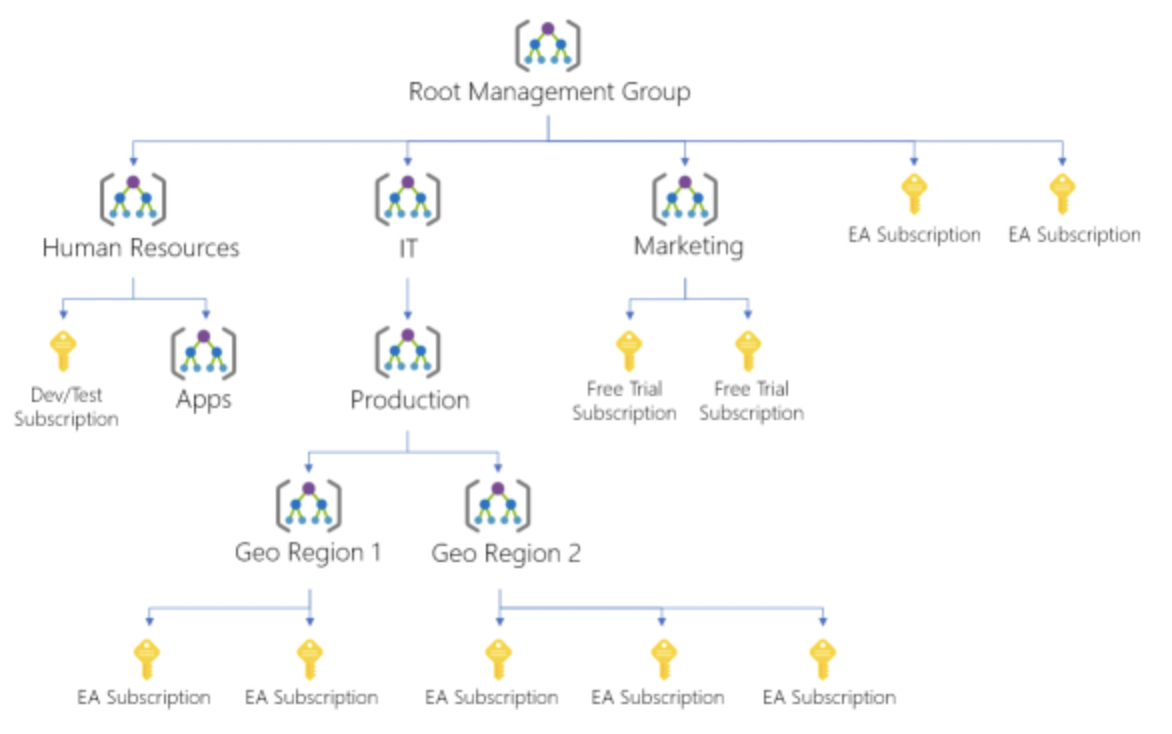 Root Management Group
Human Resources
IT
Marketing
EA Subscription
EA Subscription
Dev/Test
Subscription
Apps
Production
Free Trial
Subscription
Free Trial
Subscription
Geo Region 1
Geo Region 2
EA Subscription
EA Subscription
EA Subscription
EA Subscription
EA Subscription